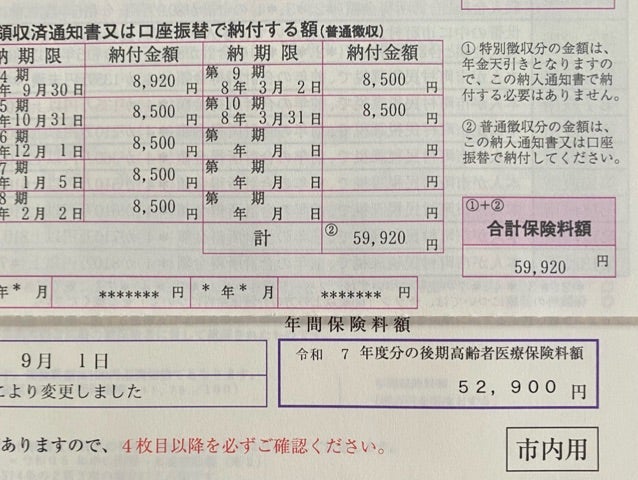 領収済通知書又は口座振替で納付する額(普通徴収)
納 期 限 納付金額 納 期 限 納付金額
4 期 年 9月30日 8,920 円 第 9 期 8年 3月 2日 8,500 円
5 期 年10月31日 8,500 円 第10 期 8年 3月31日 8,500 円
6 期 年12月 1日 8,500 円 第 期 年 月 日 円
7 期 年 1月 5日 8,500 円 第 期 年 月 日 円
8 期 年 2月 2日 8,500 円 第 期 年 月 日 円
計 ② 59,920 円
① 特別徴収分の金額は、
年金天引きとなりますの
で、この納入通知書で納
付する必要はありません。
② 普通徴収分の金額は、
この納入通知書又は口座
振替で納付してください。
①+②
合計保険料額
59,920 円
年* 月 ******* 円 * 年* 月 ******* 円
年間保険料額
9月 1日
により変更しました
令和 7 年度分の後期高齢者医療保険料額
52,900 円
ありますので、4枚目以降を必ずご確認ください。
市内用